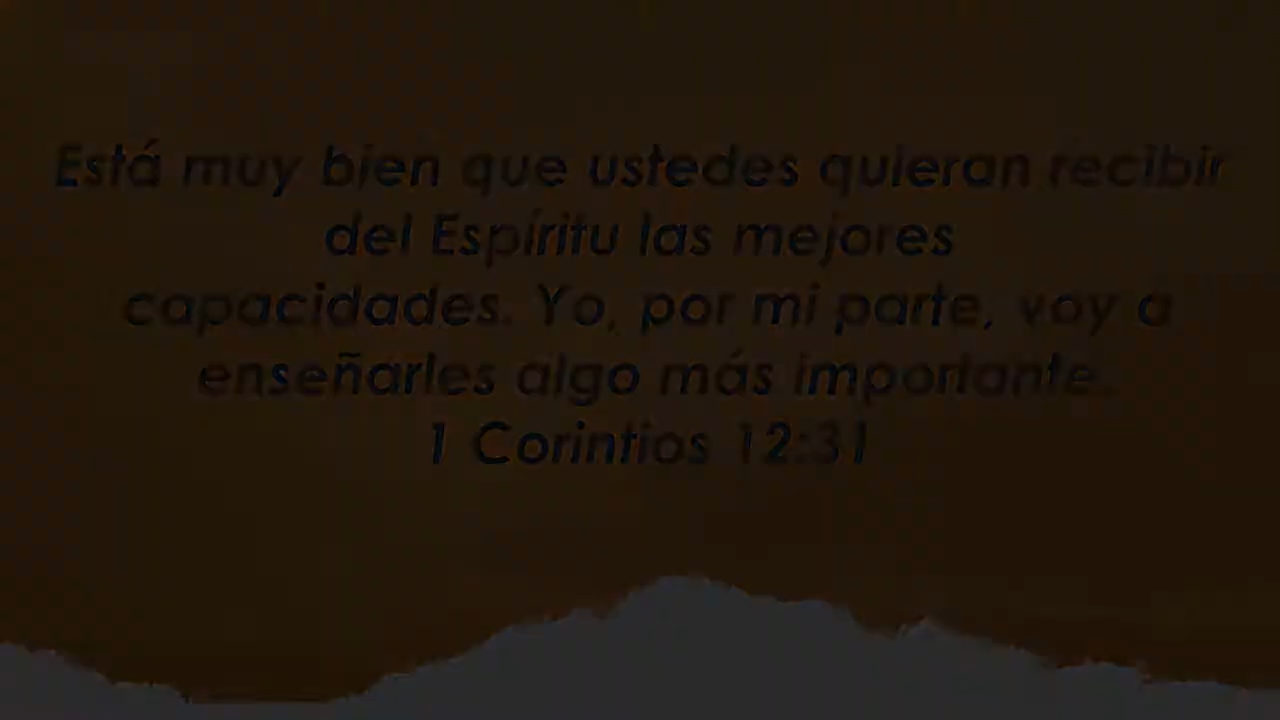 Está muy bien que ustedes quieran recibir
del Espíritu las mejores
capacidades. Yo, por mi parte, voy a
enseñarles algo más importante.
1 Corintios 12:31